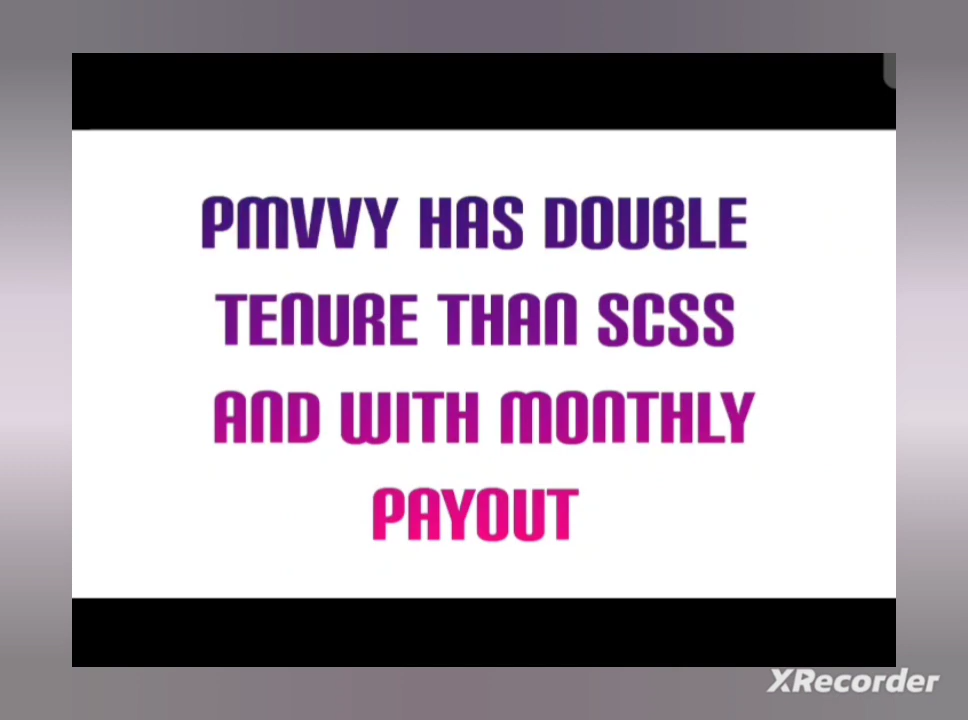 PMVVY HAS DOUBLE
TENURE THAN SCSS
AND WITH MONTHLY
PAYOUT
XRecorder